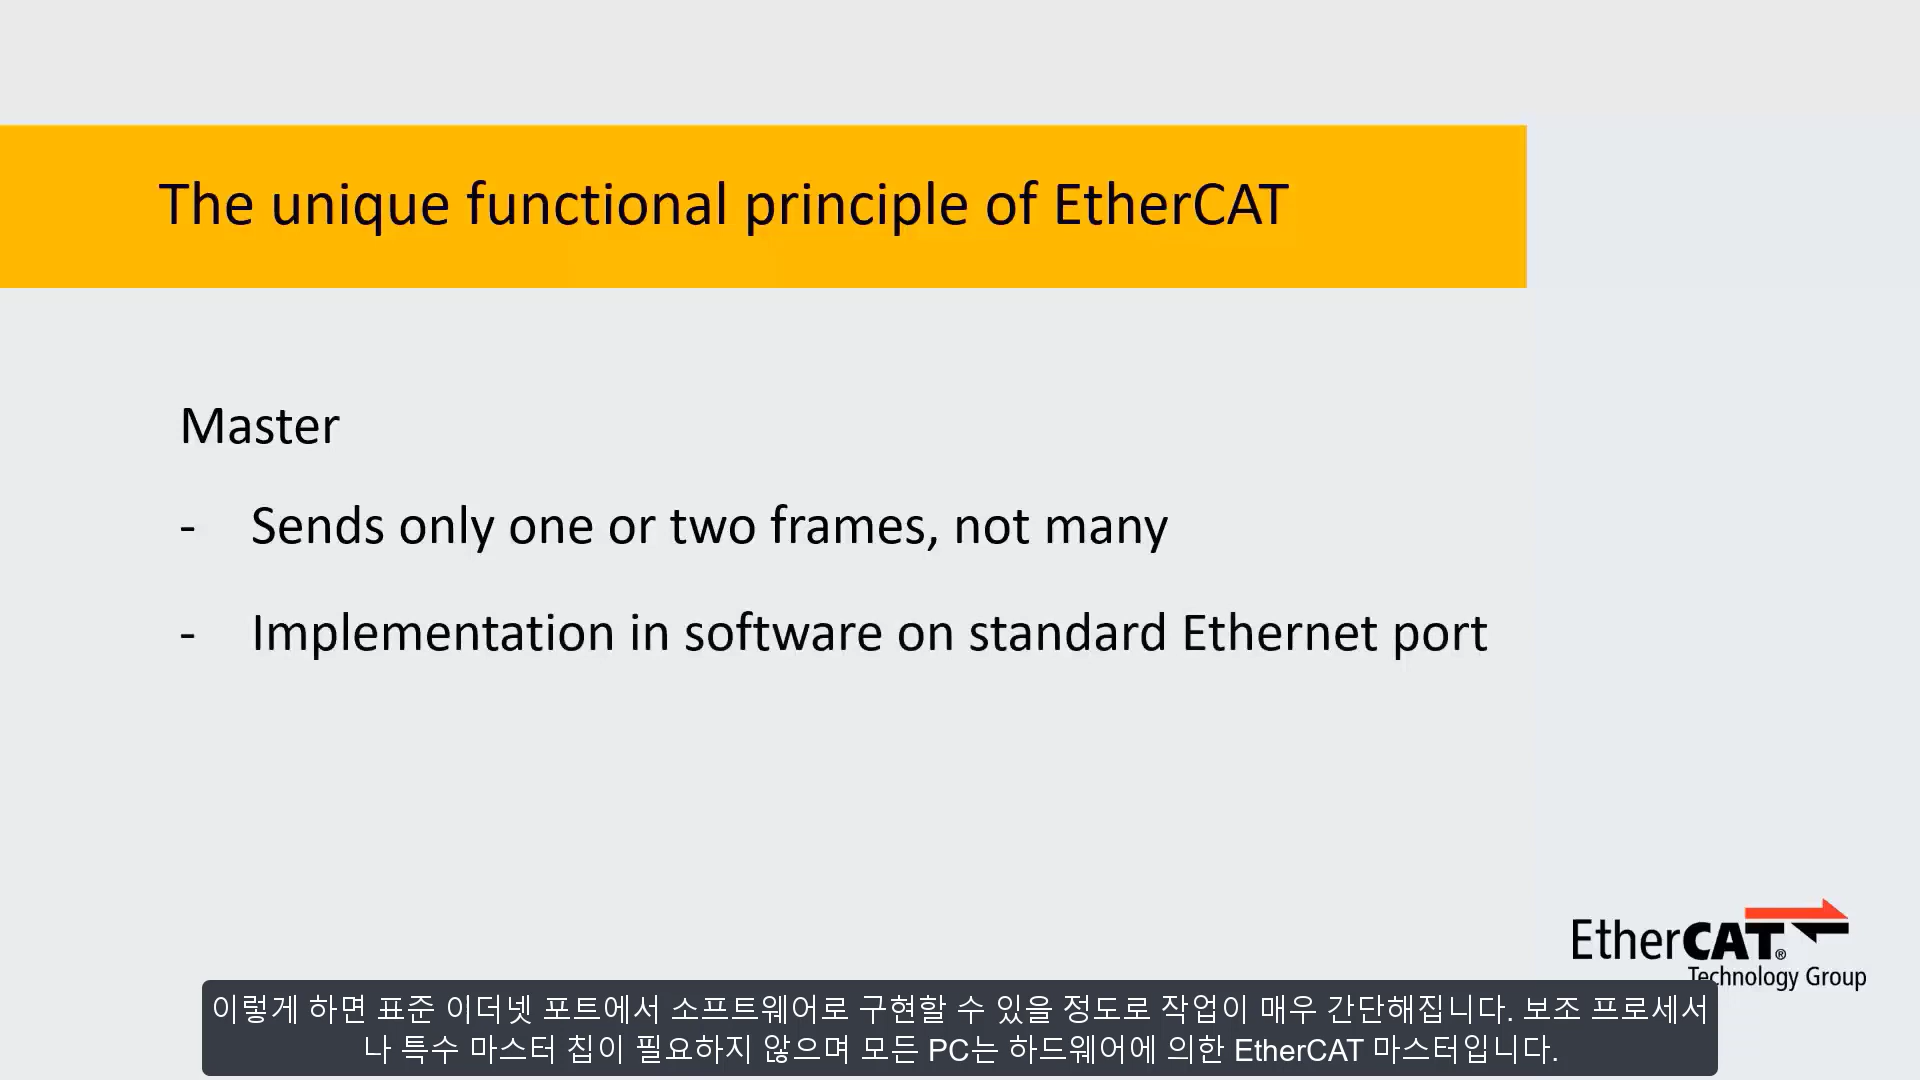 The unique functional principle of EtherCAT
Master
- Sends only one or two frames, not many
- Implementation in software on standard Ethernet port
EtherCAT®
Technology Group
이렇게 하면 표준 이더넷 포트에서 소프트웨어로 구현할 수 있을 정도로 작업이 매우 간단해집니다. 보조 프로세서
나 특수 마스터 칩이 필요하지 않으며 모든 PC는 하드웨어에 의한 EtherCAT 마스터입니다.